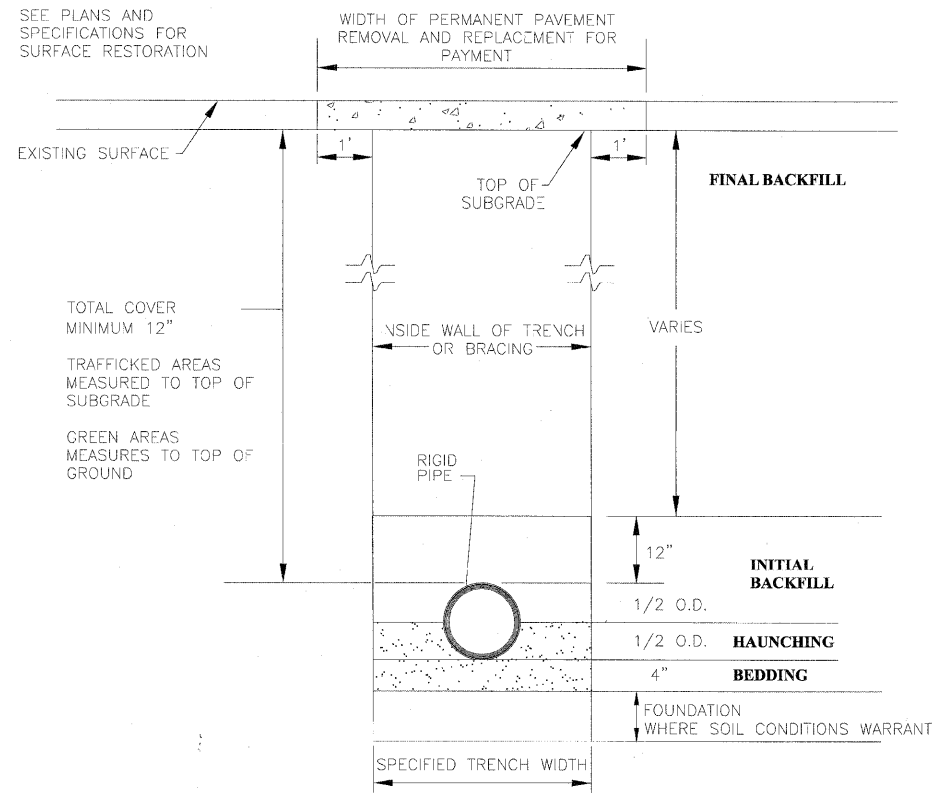 SEE PLANS AND
SPECIFICATIONS FOR
SURFACE RESTORATION
WIDTH OF PERMANENT PAVEMENT
REMOVAL AND REPLACEMENT FOR
PAYMENT
EXISTING SURFACE
1'
1'
TOP OF
SUBGRADE
FINAL BACKFILL
TOTAL COVER
MINIMUM 12"
TRAFFICKED AREAS
MEASURED TO TOP OF
SUBGRADE
GREEN AREAS
MEASURES TO TOP OF
GROUND
NSIDE WALL OF TRENCH
OR BRACING
VARIES
RIGID
PIPE
12"
INITIAL
BACKFILL
1/2 O.D.
1/2 O.D. HAUNCHING
4" BEDDING
FOUNDATION
WHERE SOIL CONDITIONS WARRANT
SPECIFIED TRENCH WIDTH